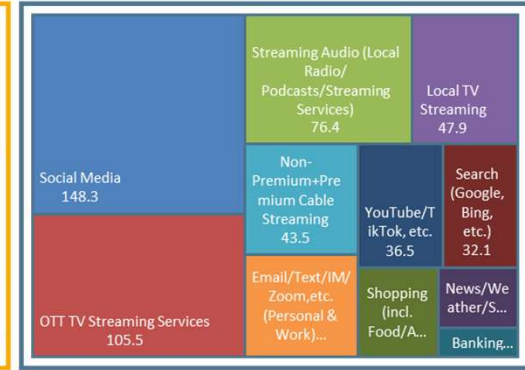 Social Media
148.3
OTT TV Streaming Services
105.5
Streaming Audio (Local
Radio/
Podcasts/Streaming
Services)
76.4
Local TV
Streaming
47.9
Non-
Premium+Pre
mium Cable
Streaming
43.5
YouTube/T
ikTok, etc.
36.5
Search
(Google,
Bing,
etc.)
32.1
Email/Text/IM/
Zoom,etc.
(Personal &
Work)...
Shopping
(incl.
Food/A...
News/We
ather/S...
Banking...